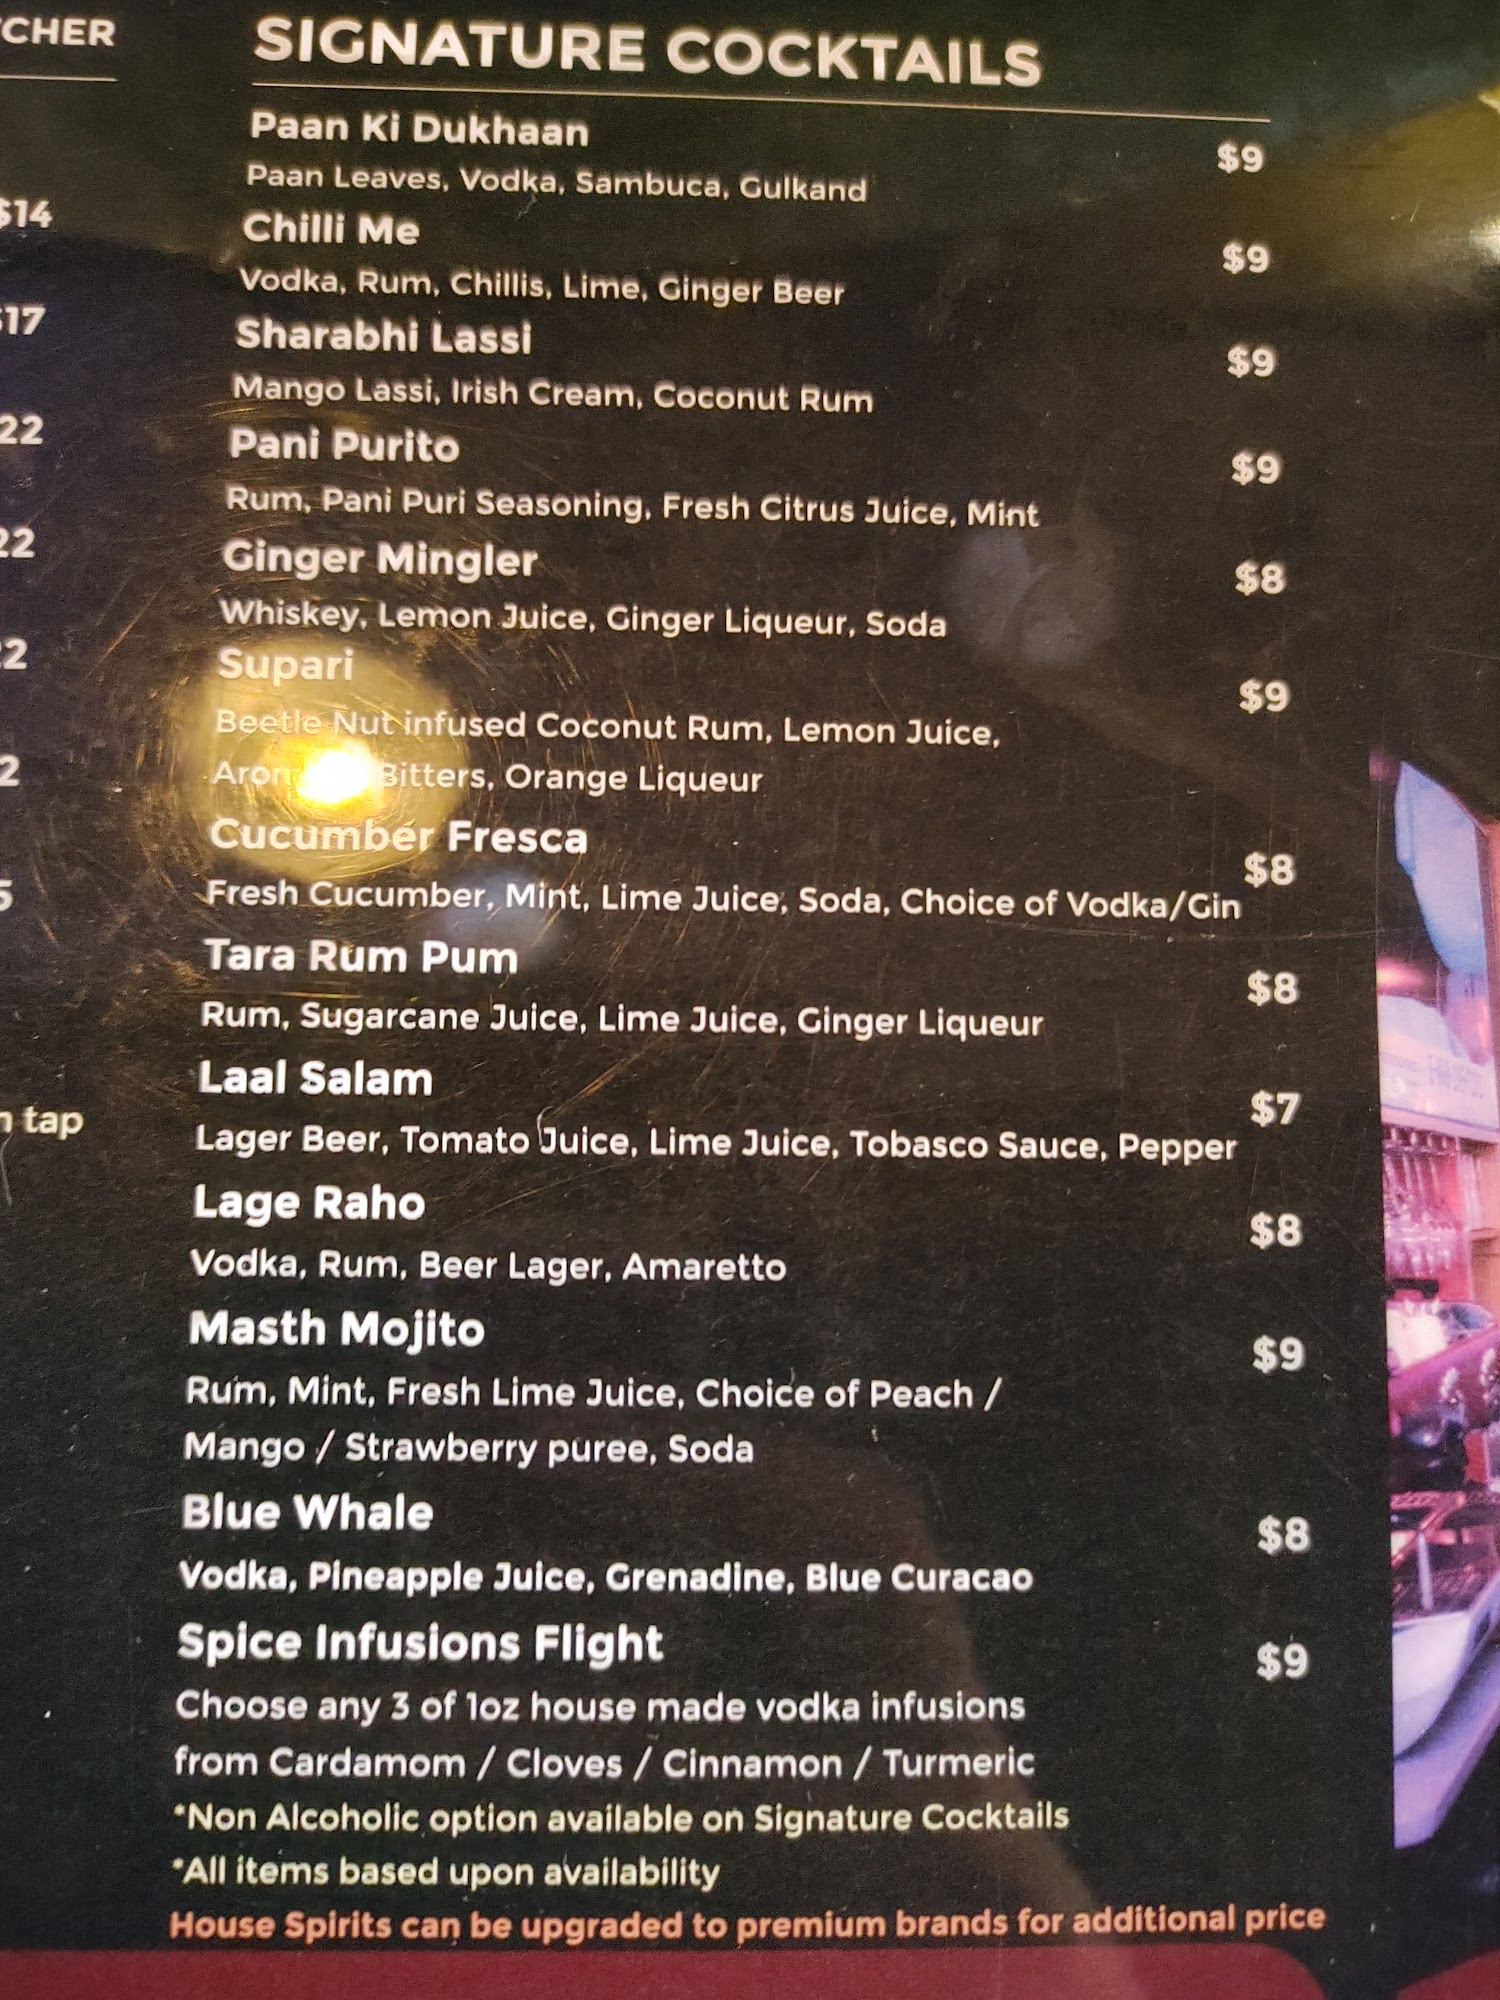 SIGNATURE COCKTAILS
Paan Ki Dukhaan $9
Paan Leaves, Vodka, Sambuca, Gulkand
Chilli Me $9
Vodka, Rum, Chillis, Lime, Ginger Beer
Sharabhi Lassi $9
Mango Lassi, Irish Cream, Coconut Rum
Pani Purito $9
Rum, Pani Puri Seasoning, Fresh Citrus Juice, Mint
Ginger Mingler $8
Whiskey, Lemon Juice, Ginger Liqueur, Soda
Supari $9
Beetle Nut infused Coconut Rum, Lemon Juice,
Bitters, Orange Liqueur
Cucumber Fresca $8
Fresh Cucumber, Mint, Lime Juice, Soda, Choice of Vodka/Gin
Tara Rum Pum $8
Rum, Sugarcane Juice, Lime Juice, Ginger Liqueur
Laal Salam $7
Lager Beer, Tomato Juice, Lime Juice, Tobasco Sauce, Pepper
Lage Raho $8
Vodka, Rum, Beer Lager, Amaretto
Masth Mojito $9
Rum, Mint, Fresh Lime Juice, Choice of Peach /
Mango / Strawberry puree, Soda
Blue Whale $8
Vodka, Pineapple Juice, Grenadine, Blue Curacao
Spice Infusions Flight $9
Choose any 3 of 1oz house made vodka infusions
from Cardamom / Cloves / Cinnamon / Turmeric
*Non Alcoholic option available on Signature Cocktails
*All items based upon availability
House Spirits can be upgraded to premium brands for additional price
$14
tap